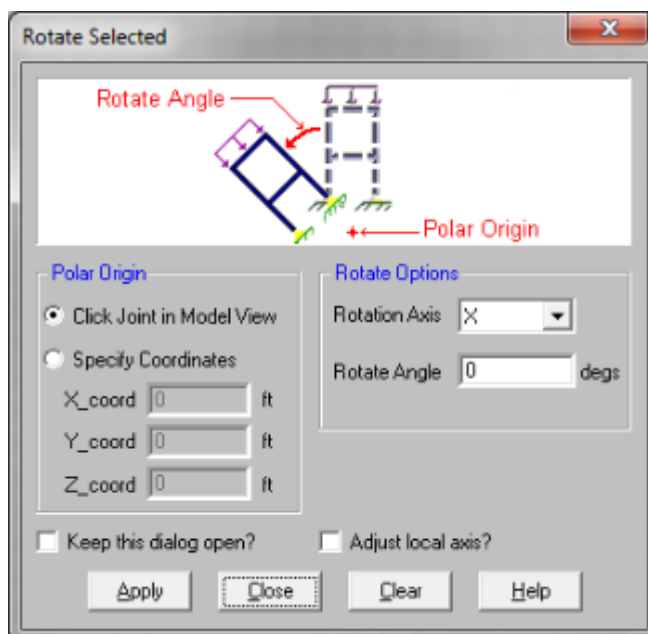 Rotate Selected
Rotate Angle
Polar Origin
Polar Origin
Click Joint in Model View
Specify Coordinates
X_coord 0 ft
Y_coord 0 ft
Z_coord 0 ft
Rotate Options
Rotation Axis X
Rotate Angle 0 degs
Keep this dialog open?
Adjust local axis?
Apply
Close
Clear
Help